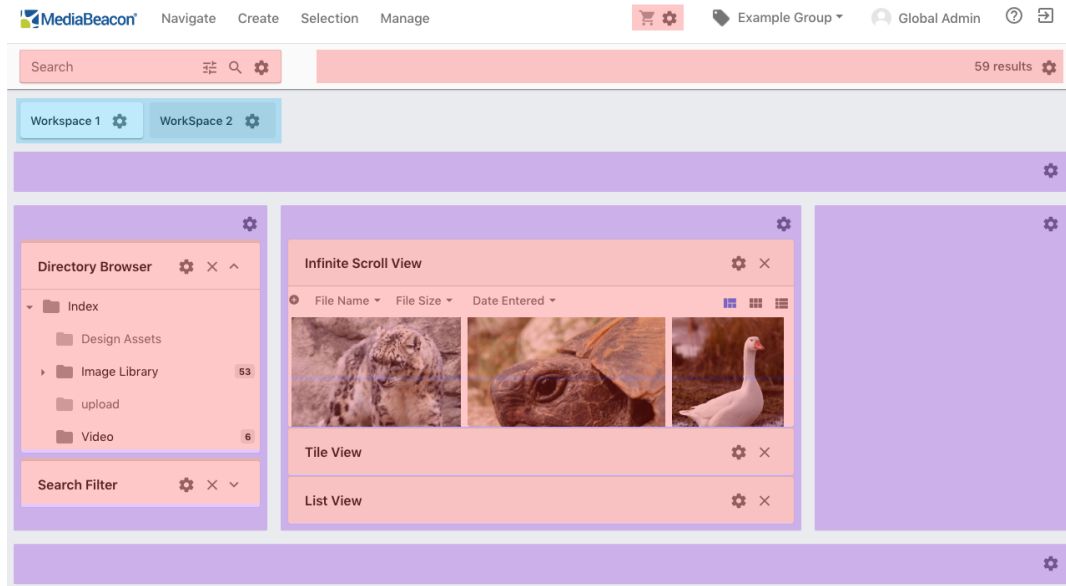 MediaBeacon® Navigate Create Selection Manage Example Group Global Admin
Search 59 results
Workspace 1 WorkSpace 2
Directory Browser
Index
Design Assets
Image Library 53
upload
Video 6
Search Filter
Infinite Scroll View
File Name File Size Date Entered
Tile View
List View